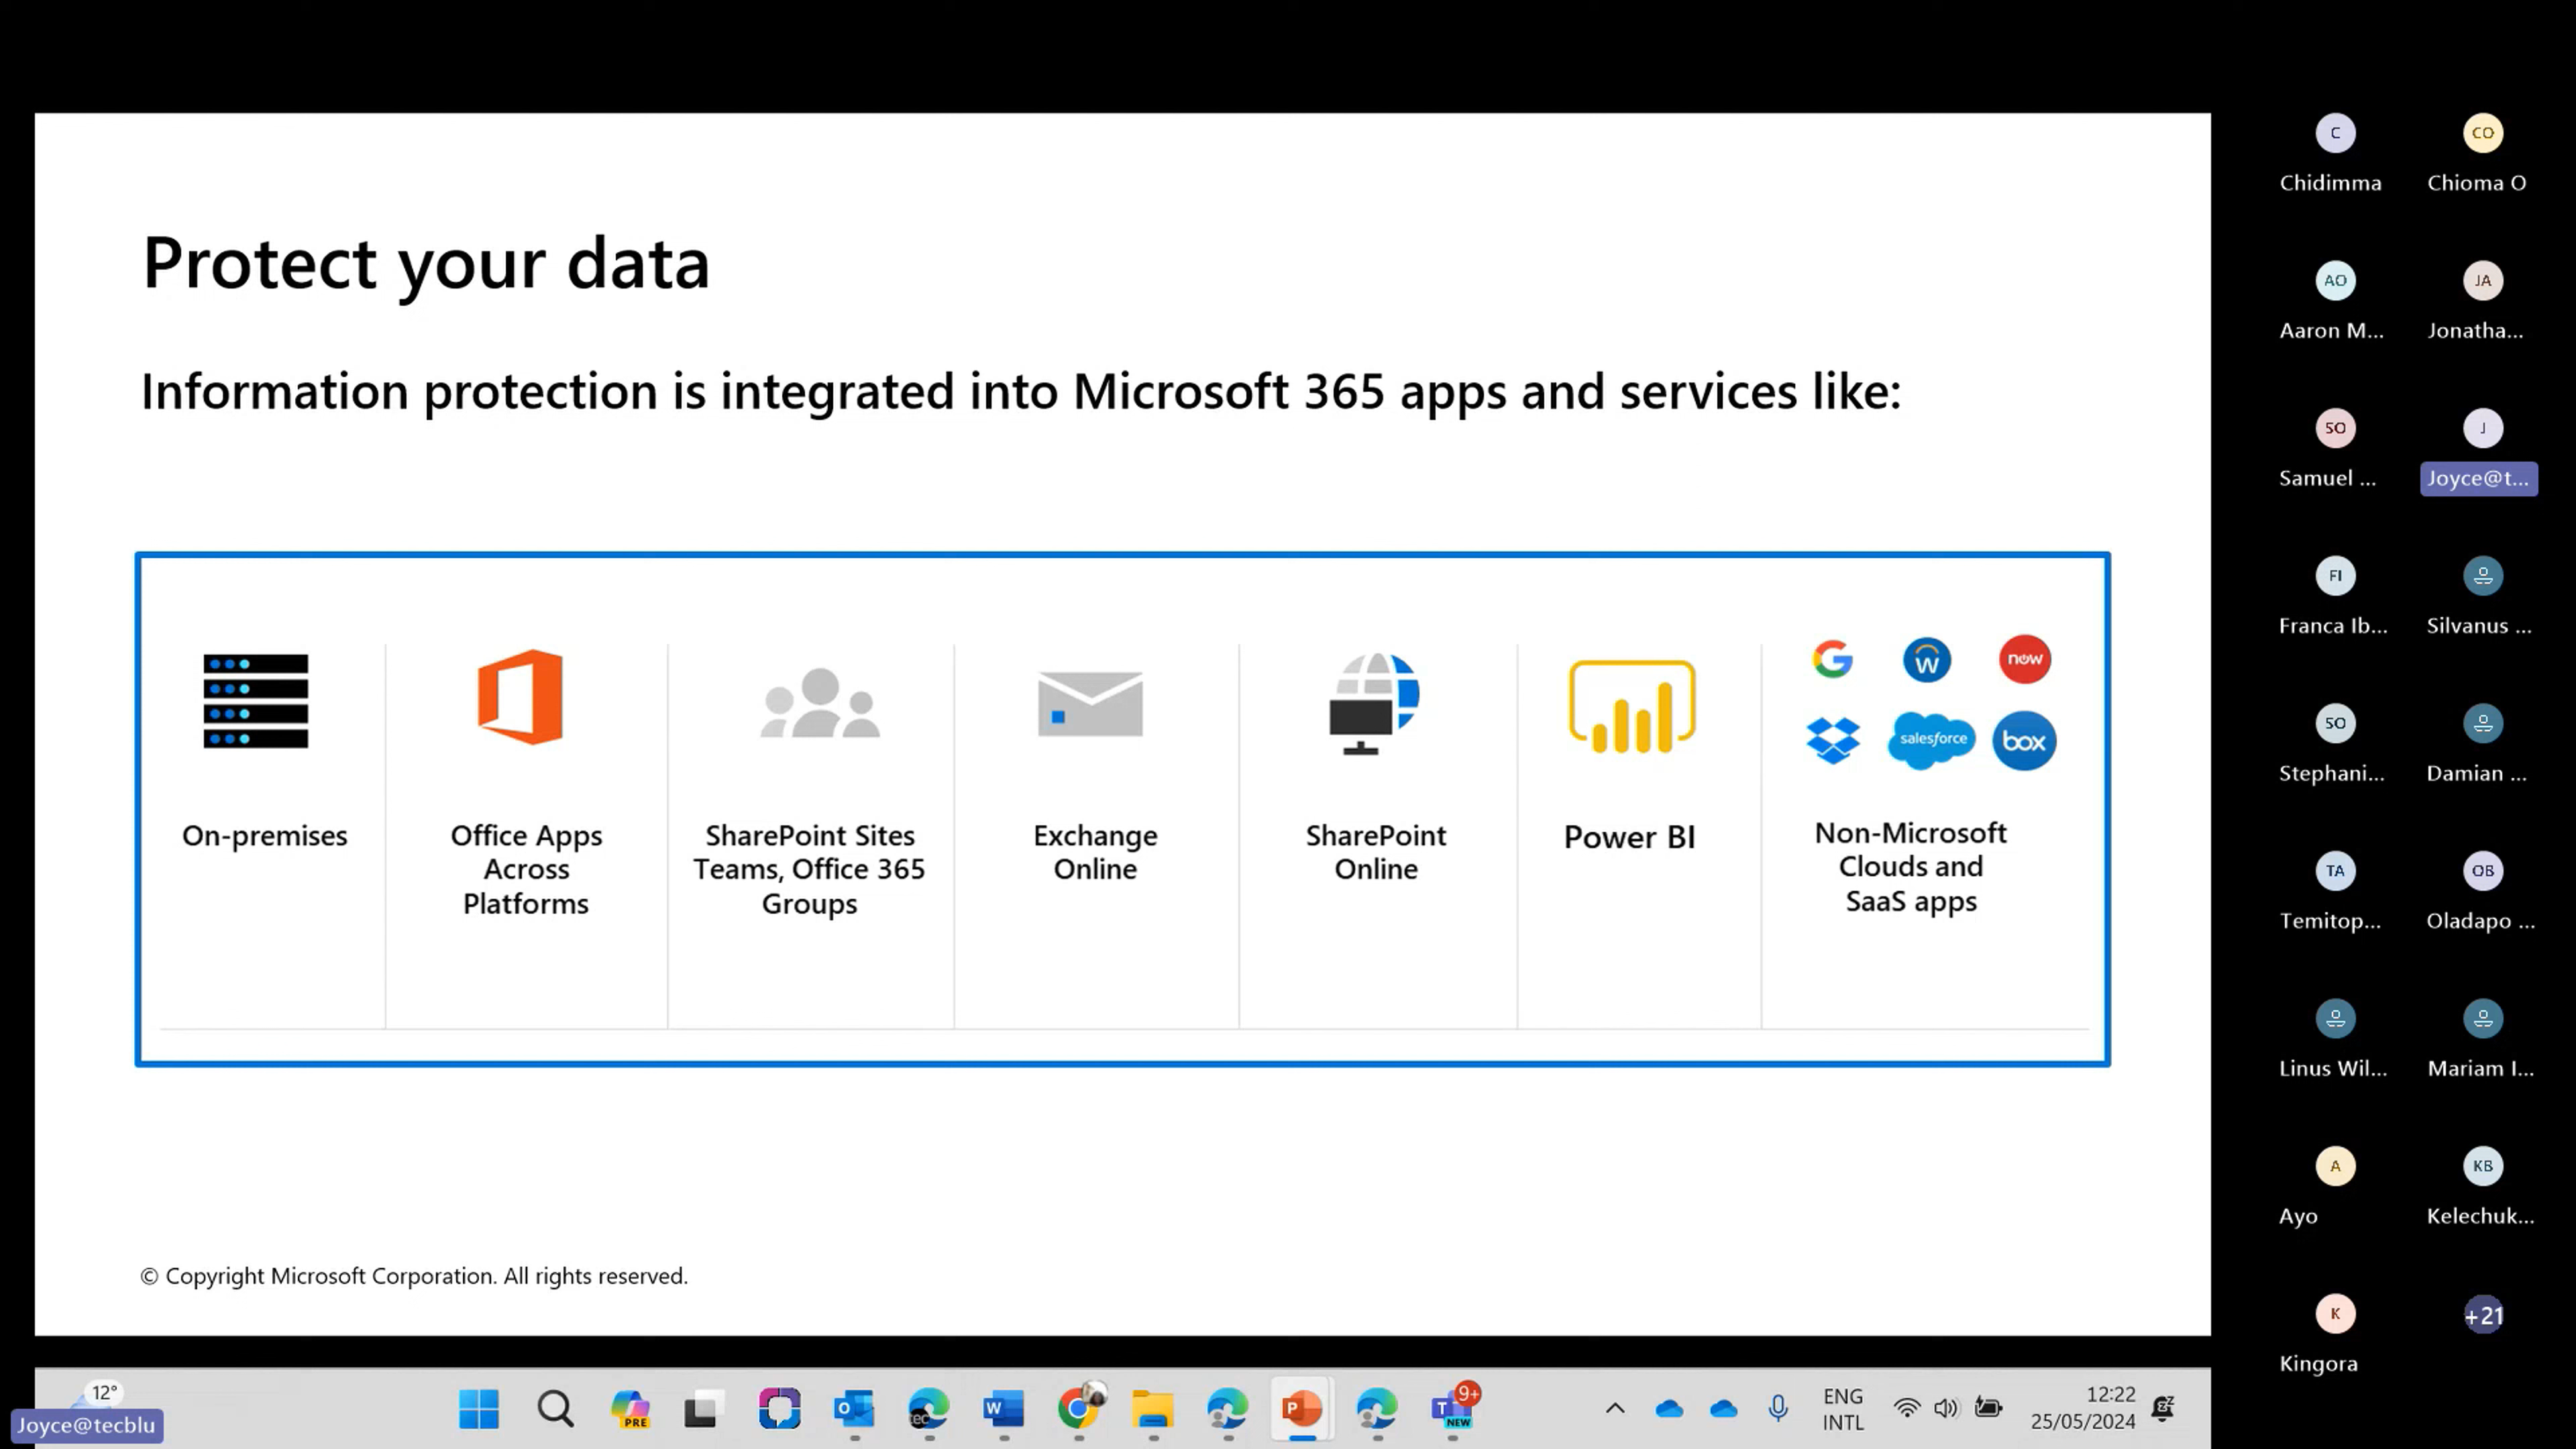 Protect your data
Information protection is integrated into Microsoft 365 apps and services like:
On-premises
Office Apps
Across
Platforms
SharePoint Sites
Teams, Office 365
Groups
Exchange
Online
SharePoint
Online
Power BI
G
W
now
salesforce
box
Non-Microsoft
Clouds and
SaaS apps
© Copyright Microsoft Corporation. All rights reserved.
C
Chidimma
CO
Chioma O
AO
Aaron M...
JA
Jonatha...
SO
Samuel ...
J
Joyce@t...
FI
Franca Ib...
Silvanus ...
SO
Stephani...
Damian ...
TA
Temitop...
OB
Oladapo ...
Linus Wil...
Mariam I...
A
Ayo
KB
Kelechuk...
K
Kingora
+21
12°
Joyce@tecblu
PRE
O
tec
W
P
T
9+
NEW
ENG
INTL
12:22
25/05/2024